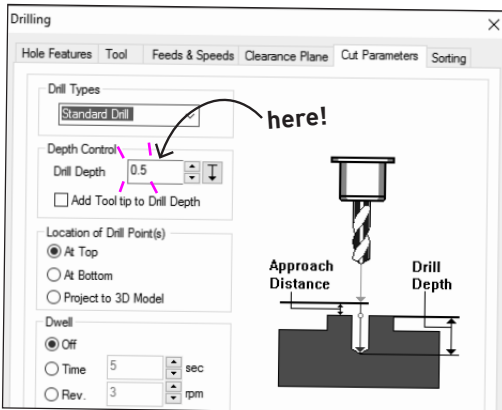 Drilling
Hole Features Tool Feeds & Speeds Clearance Plane Cut Parameters Sorting
Drill Types
Standard Drill
here!
Depth Control
Drill Depth 0.5
Add Tool tip to Drill Depth
Location of Drill Point(s)
At Top
At Bottom
Project to 3D Model
Approach
Distance
Drill
Depth
Dwell
Off
Time 5 sec
Rev. 3 rpm